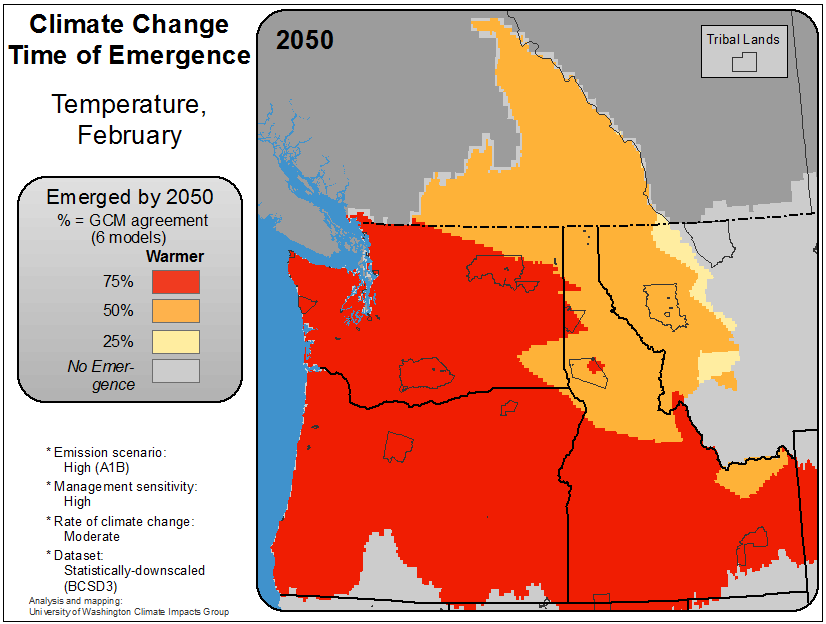 Climate Change
Time of Emergence
Temperature,
February
Emerged by 2050
% = GCM agreement
(6 models)
Warmer
75%
50%
25%
No Emer-
gence
* Emission scenario:
High (A1B)
* Management sensitivity:
High
* Rate of climate change:
Moderate
* Dataset:
Statistically-downscaled
(BCSD3)
Analysis and mapping:
University of Washington Climate Impacts Group
2050
Tribal Lands